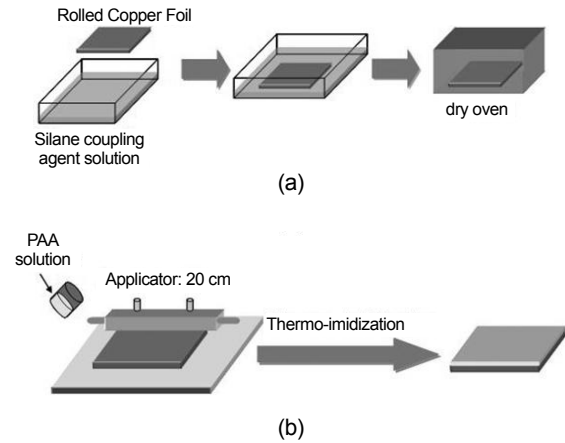 Rolled Copper Foil
Silane coupling
agent solution
dry oven
(a)
PAA
solution
Applicator: 20 cm
Thermo-imidization
(b)